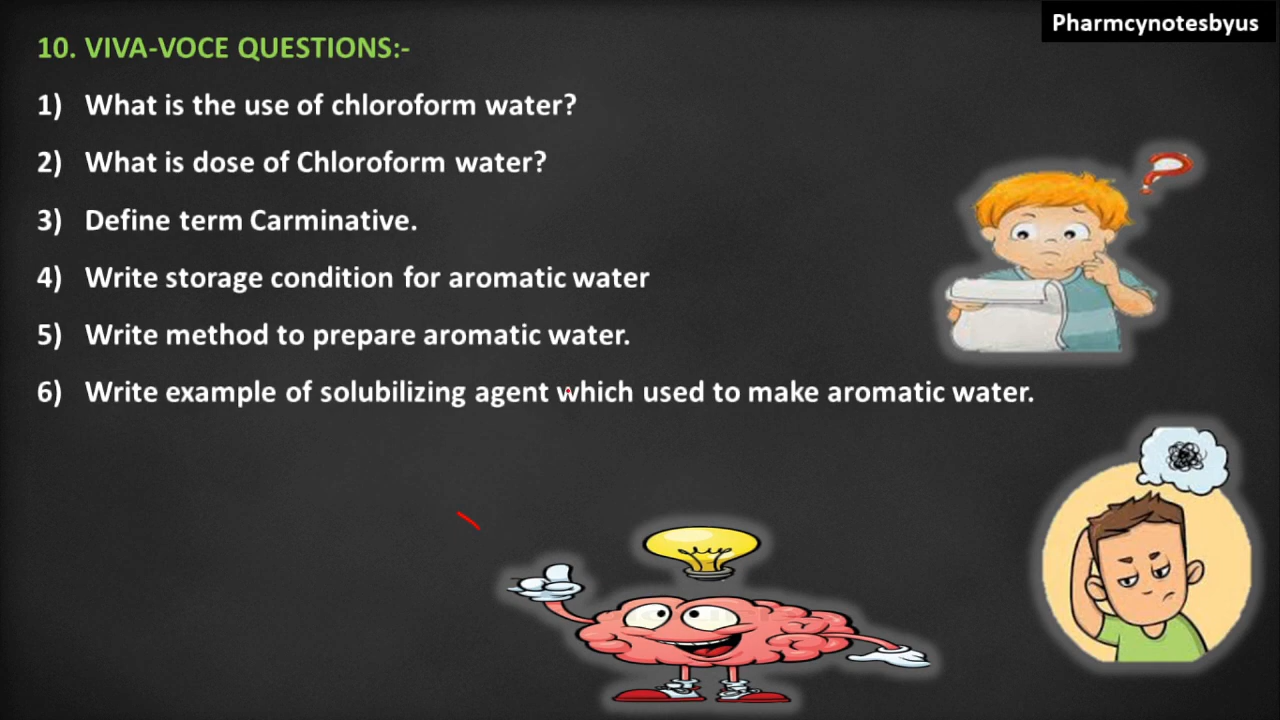 Pharmcynotesbyus
10. VIVA-VOCE QUESTIONS:-
1) What is the use of chloroform water?
2) What is dose of Chloroform water?
3) Define term Carminative.
4) Write storage condition for aromatic water
5) Write method to prepare aromatic water.
6) Write example of solubilizing agent which used to make aromatic water.